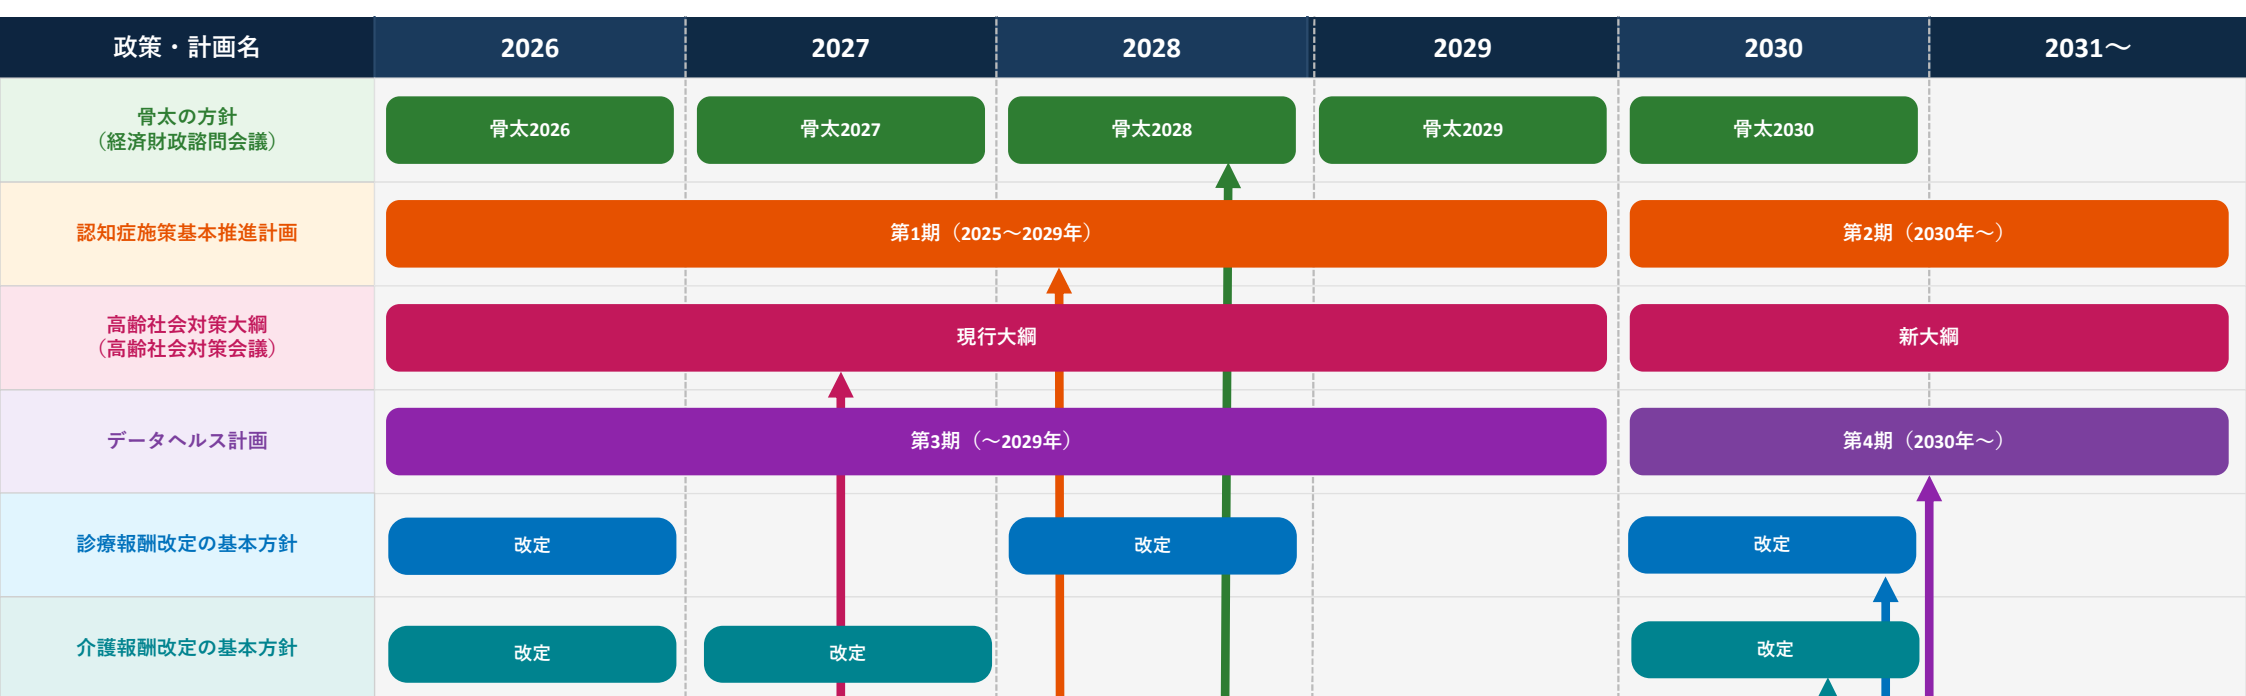 政策・計画名 2026 2027 2028 2029 2030 2031～
骨太の方針
（経済財政諮問会議）
骨太2026 骨太2027 骨太2028 骨太2029 骨太2030
認知症施策基本推進計画
第1期（2025～2029年） 第2期（2030年～）
高齢社会対策大綱
（高齢社会対策会議）
現行大綱 新大綱
データヘルス計画
第3期（～2029年） 第4期（2030年～）
診療報酬改定の基本方針
改定 改定 改定
介護報酬改定の基本方針
改定 改定 改定